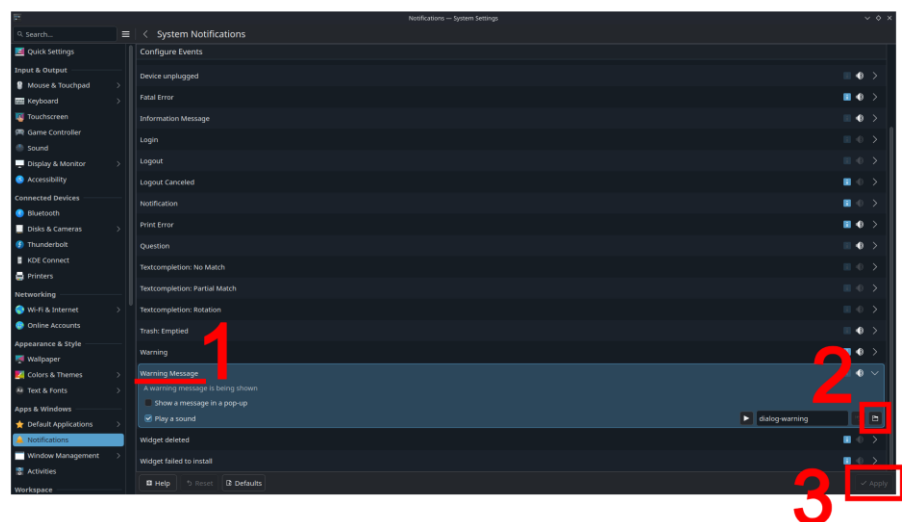 Notifications — System Settings
Search...
System Notifications
Quick Settings
Input & Output
Mouse & Touchpad
Keyboard
Touchscreen
Game Controller
Sound
Display & Monitor
Accessibility
Connected Devices
Bluetooth
Disks & Cameras
Thunderbolt
KDE Connect
Printers
Networking
Wi-Fi & Internet
Online Accounts
Appearance & Style
Wallpaper
Colors & Themes
Text & Fonts
Apps & Windows
Default Applications
Notifications
Window Management
Activities
Workspace
Configure Events
Device unplugged
Fatal Error
Information Message
Login
Logout
Logout Canceled
Notification
Print Error
Question
Textcompletion: No Match
Textcompletion: Partial Match
Textcompletion: Rotation
Trash: Emptied
Warning
1
Warning Message
A warning message is being shown
Show a message in a pop-up
Play a sound
dialog-warning
2
Widget deleted
Widget failed to install
Help
Reset
Defaults
3
Apply